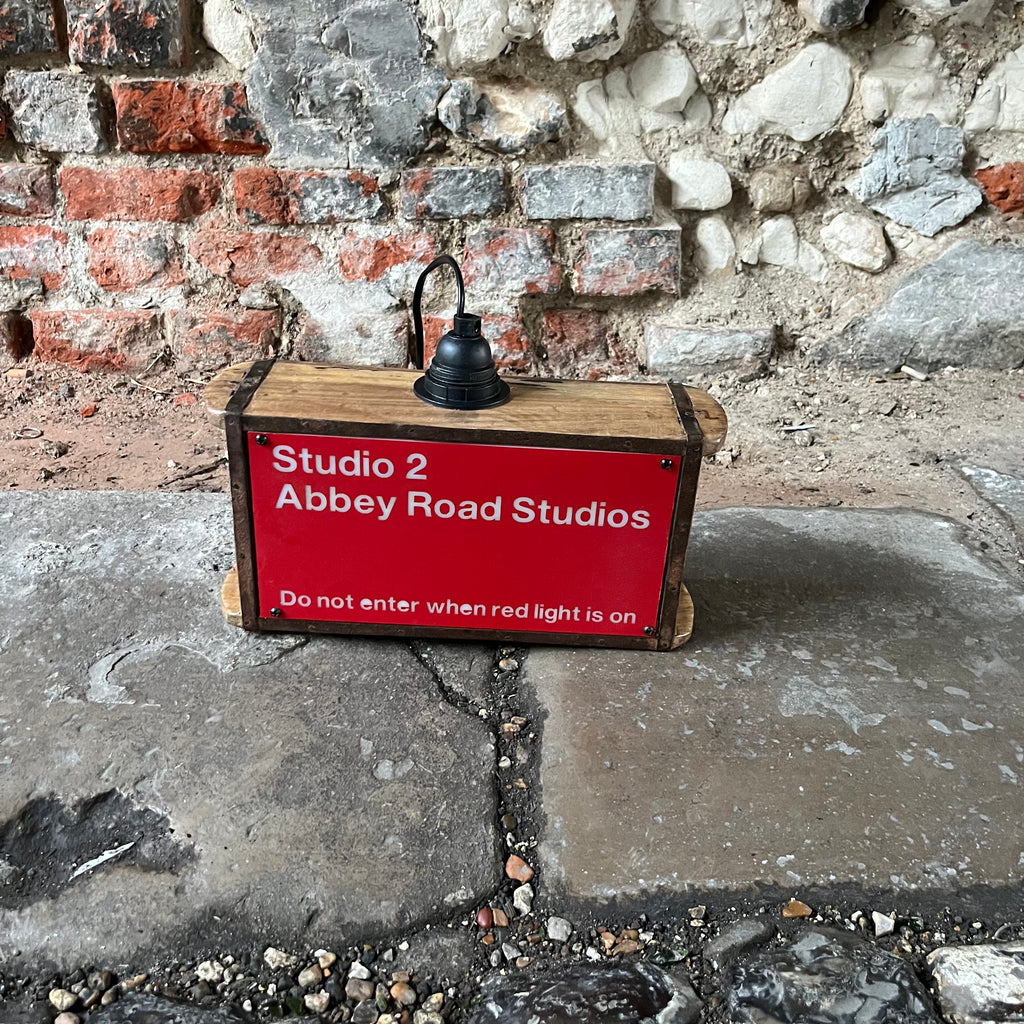 Studio 2
Abbey Road Studios
Do not enter when red light is on